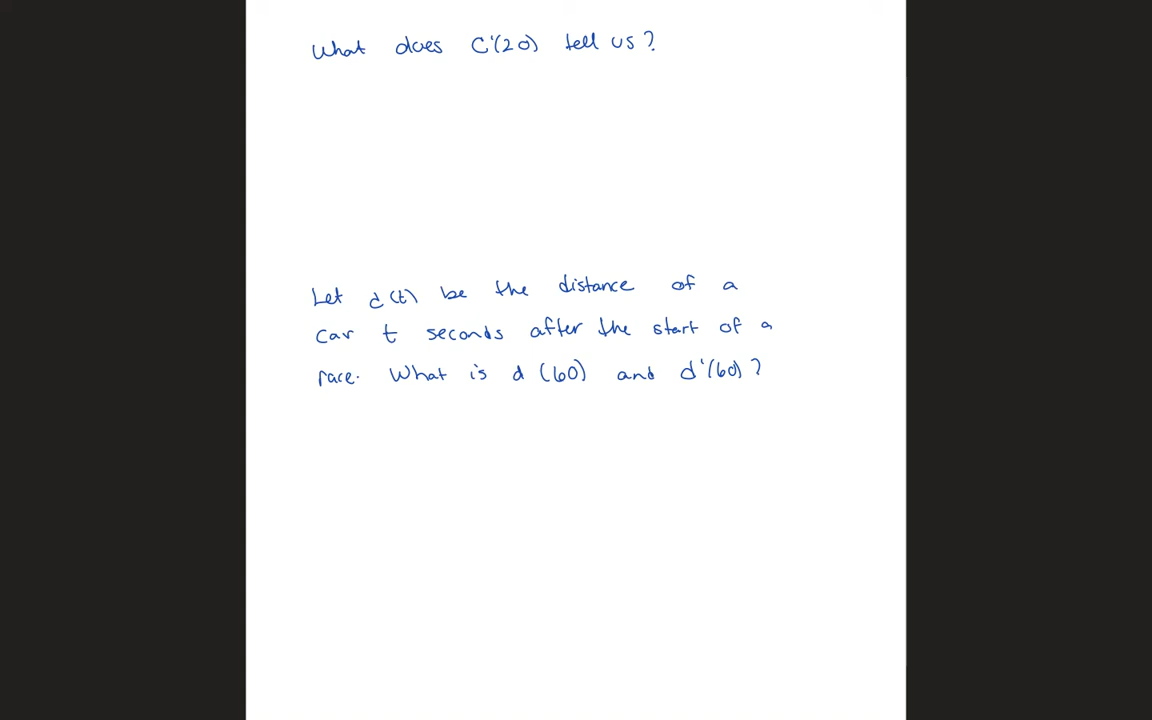 What does C'(20) tell us?
Let d(t) be the distance of a
car t seconds after the start of a
race. What is d(60) and d'(60)?